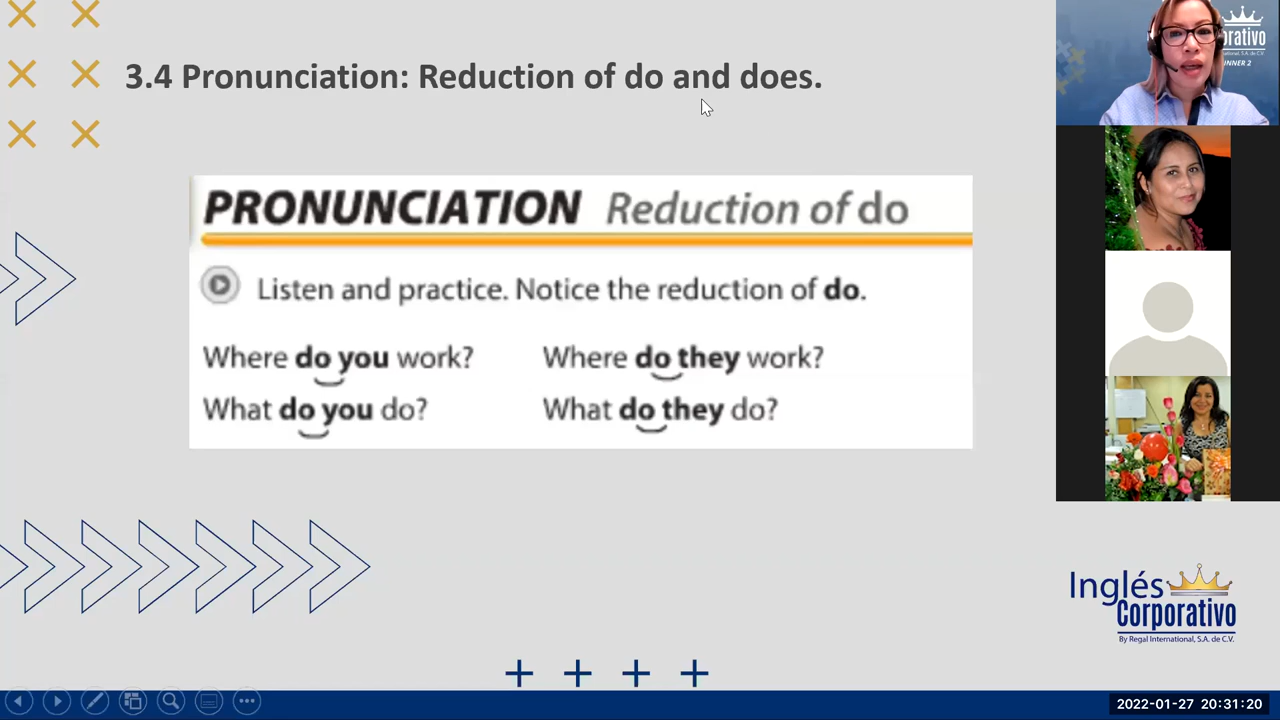 3.4 Pronunciation: Reduction of do and does.
PRONUNCIATION Reduction of do
Listen and practice. Notice the reduction of do.
Where do you work? Where do they work?
What do you do? What do they do?
orativo
Inglés
Corporativo
By Regal International, S.A. de C.V.
2022-01-27 20:31:20